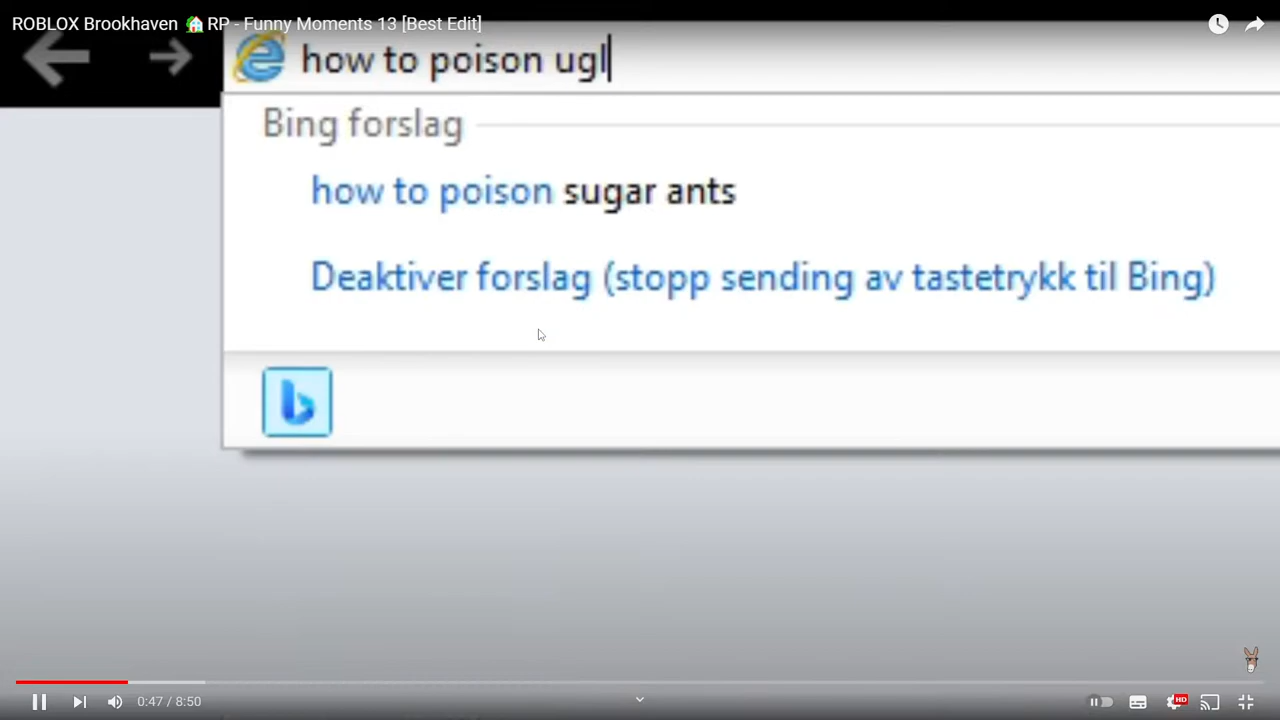 ROBLOX Brookhaven 🏡RP - Funny Moments 13 [Best Edit]
how to poison ugl
Bing forslag
how to poison sugar ants
Deaktiver forslag (stopp sending av tastetrykk til Bing)
0:47 / 8:50
HD